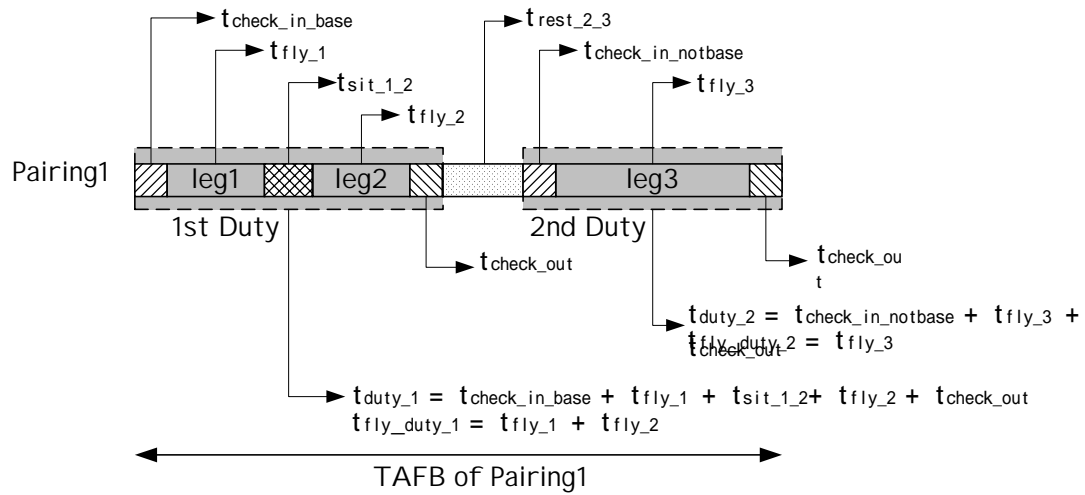 tcheck_in_base
trest_2_3
tfly_1
tcheck_in_notbase
tsit_1_2
tfly_3
tfly_2
Pairing1
leg1
leg2
leg3
1st Duty
2nd Duty
tcheck_out
tcheck_ou
t
tduty_2 = tcheck_in_notbase + tfly_3 +
tcheck_out
tfly_duty_2 = tfly_3
tduty_1 = tcheck_in_base + tfly_1 + tsit_1_2+ tfly_2 + tcheck_out
tfly_duty_1 = tfly_1 + tfly_2
TAFB of Pairing1